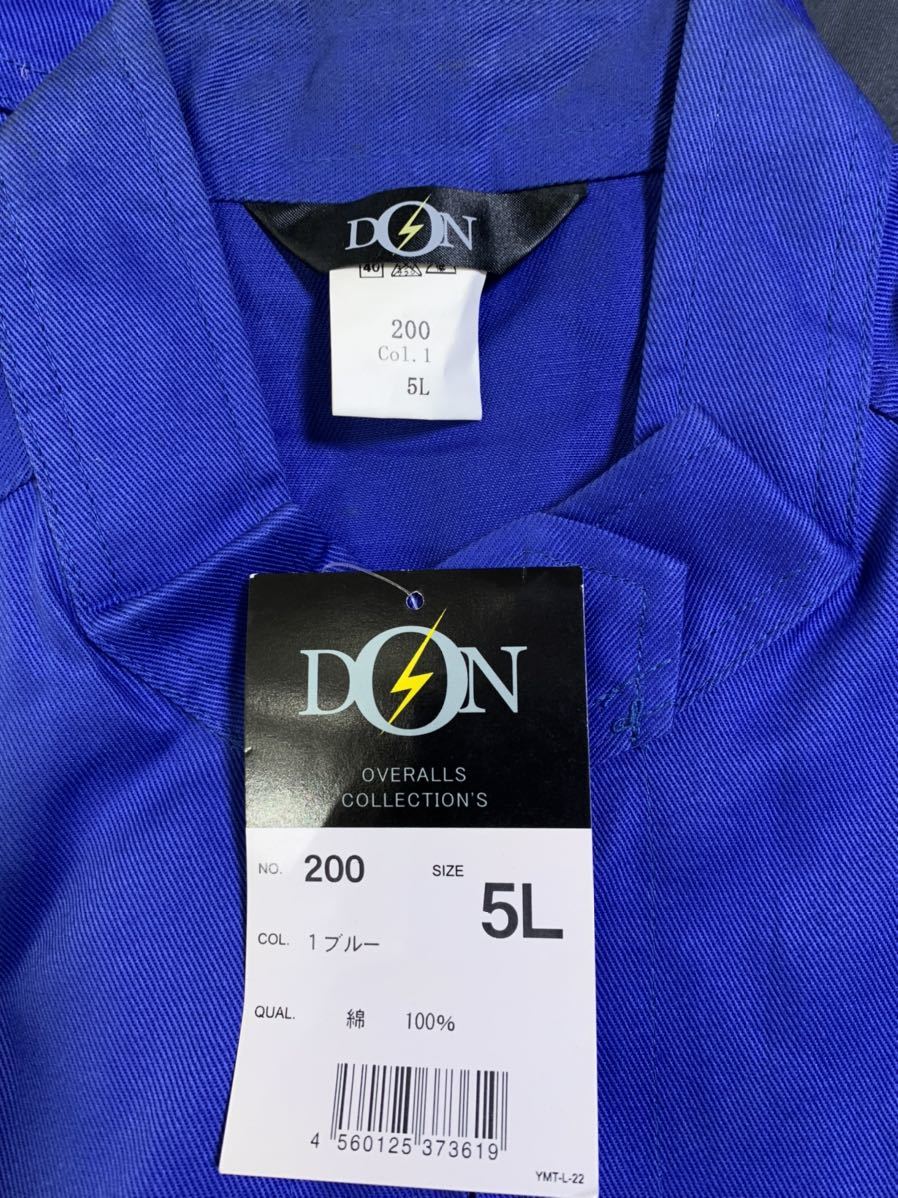 DON
40
200
Col. 1
5L
DON
OVERALLS
COLLECTION'S
NO. 200 SIZE 5L
COL. 1ブルー
QUAL. 綿 100%
4 560125 373619
YMT-L-22